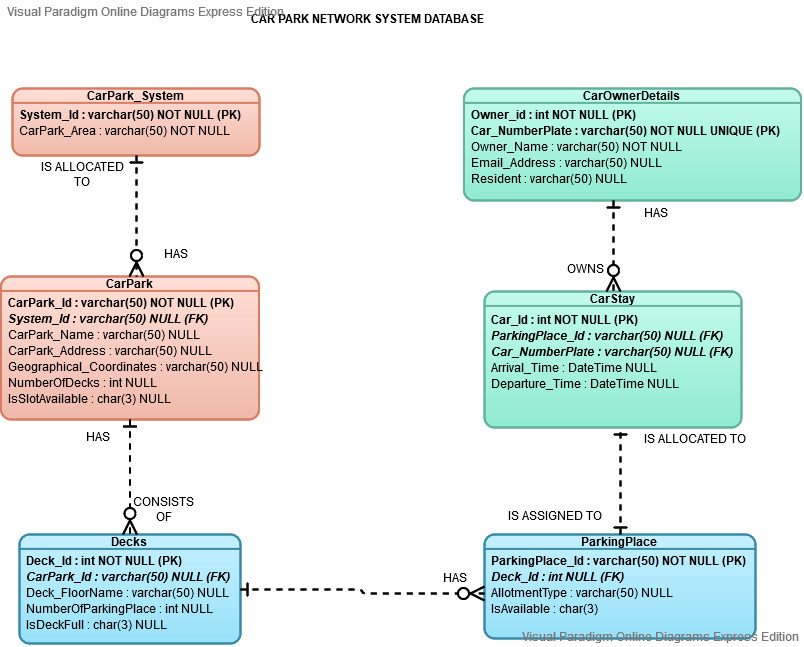 Visual Paradigm Online Diagrams Express Edition
CAR PARK NETWORK SYSTEM DATABASE
CarPark_System
System_Id : varchar(50) NOT NULL (PK)
CarPark_Area : varchar(50) NOT NULL
IS ALLOCATED
TO
HAS
CarPark
CarPark_Id : varchar(50) NOT NULL (PK)
System_Id : varchar(50) NULL (FK)
CarPark_Name : varchar(50) NULL
CarPark_Address : varchar(50) NULL
Geographical_Coordinates : varchar(50) NULL
NumberOfDecks : int NULL
IsSlotAvailable : char(3) NULL
HAS
CONSISTS
OF
Decks
Deck_Id : int NOT NULL (PK)
CarPark_Id : varchar(50) NULL (FK)
Deck_FloorName : varchar(50) NULL
NumberOfParkingPlace : int NULL
IsDeckFull : char(3) NULL
CarOwnerDetails
Owner_id : int NOT NULL (PK)
Car_NumberPlate : varchar(50) NOT NULL UNIQUE (PK)
Owner_Name : varchar(50) NOT NULL
Email_Address : varchar(50) NULL
Resident : varchar(50) NULL
HAS
OWNS
CarStay
Car_Id : int NOT NULL (PK)
ParkingPlace_Id : varchar(50) NULL (FK)
Car_NumberPlate : varchar(50) NULL (FK)
Arrival_Time : DateTime NULL
Departure_Time : DateTime NULL
IS ALLOCATED TO
IS ASSIGNED TO
HAS
ParkingPlace
ParkingPlace_Id : varchar(50) NOT NULL (PK)
Deck_Id : int NULL (FK)
AllotmentType : varchar(50) NULL
IsAvailable : char(3)
Visual Paradigm Online Diagrams Express Edition